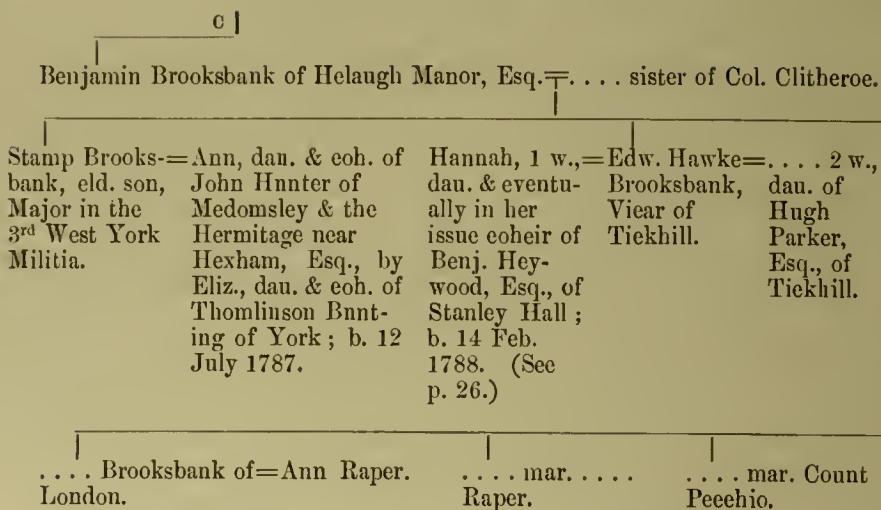 C
Benjamin Brooksbank of Helaugh Manor, Esq.=. . . . sister of Col. Clitheroe.
Stamp Brooks-=
bank, eld. son,
Major in the
3rd West York
Militia.
Ann, dau. & coh. of
John Hunter of
Medomsley & the
Hermitage near
Hexham, Esq., by
Eliz., dau. & coh. of
Thomlinson Bunt-
ing of York; b. 12
July 1787.
Hannah, 1 w.,=
dau. & eventu-
ally in her
issue coheir of
Benj. Hey-
wood, Esq., of
Stanley Hall;
b. 14 Feb.
1788. (See
p. 26.)
Edw. Hawke=
Brooksbank,
Vicar of
Tickhill.
. . . . 2 w.,
dau. of
Hugh
Parker,
Esq., of
Tickhill.
. . . . Brooksbank of=Ann Raper.
London.
. . . . mar. . . . .
Raper.
. . . . mar. Count
Pecchio.